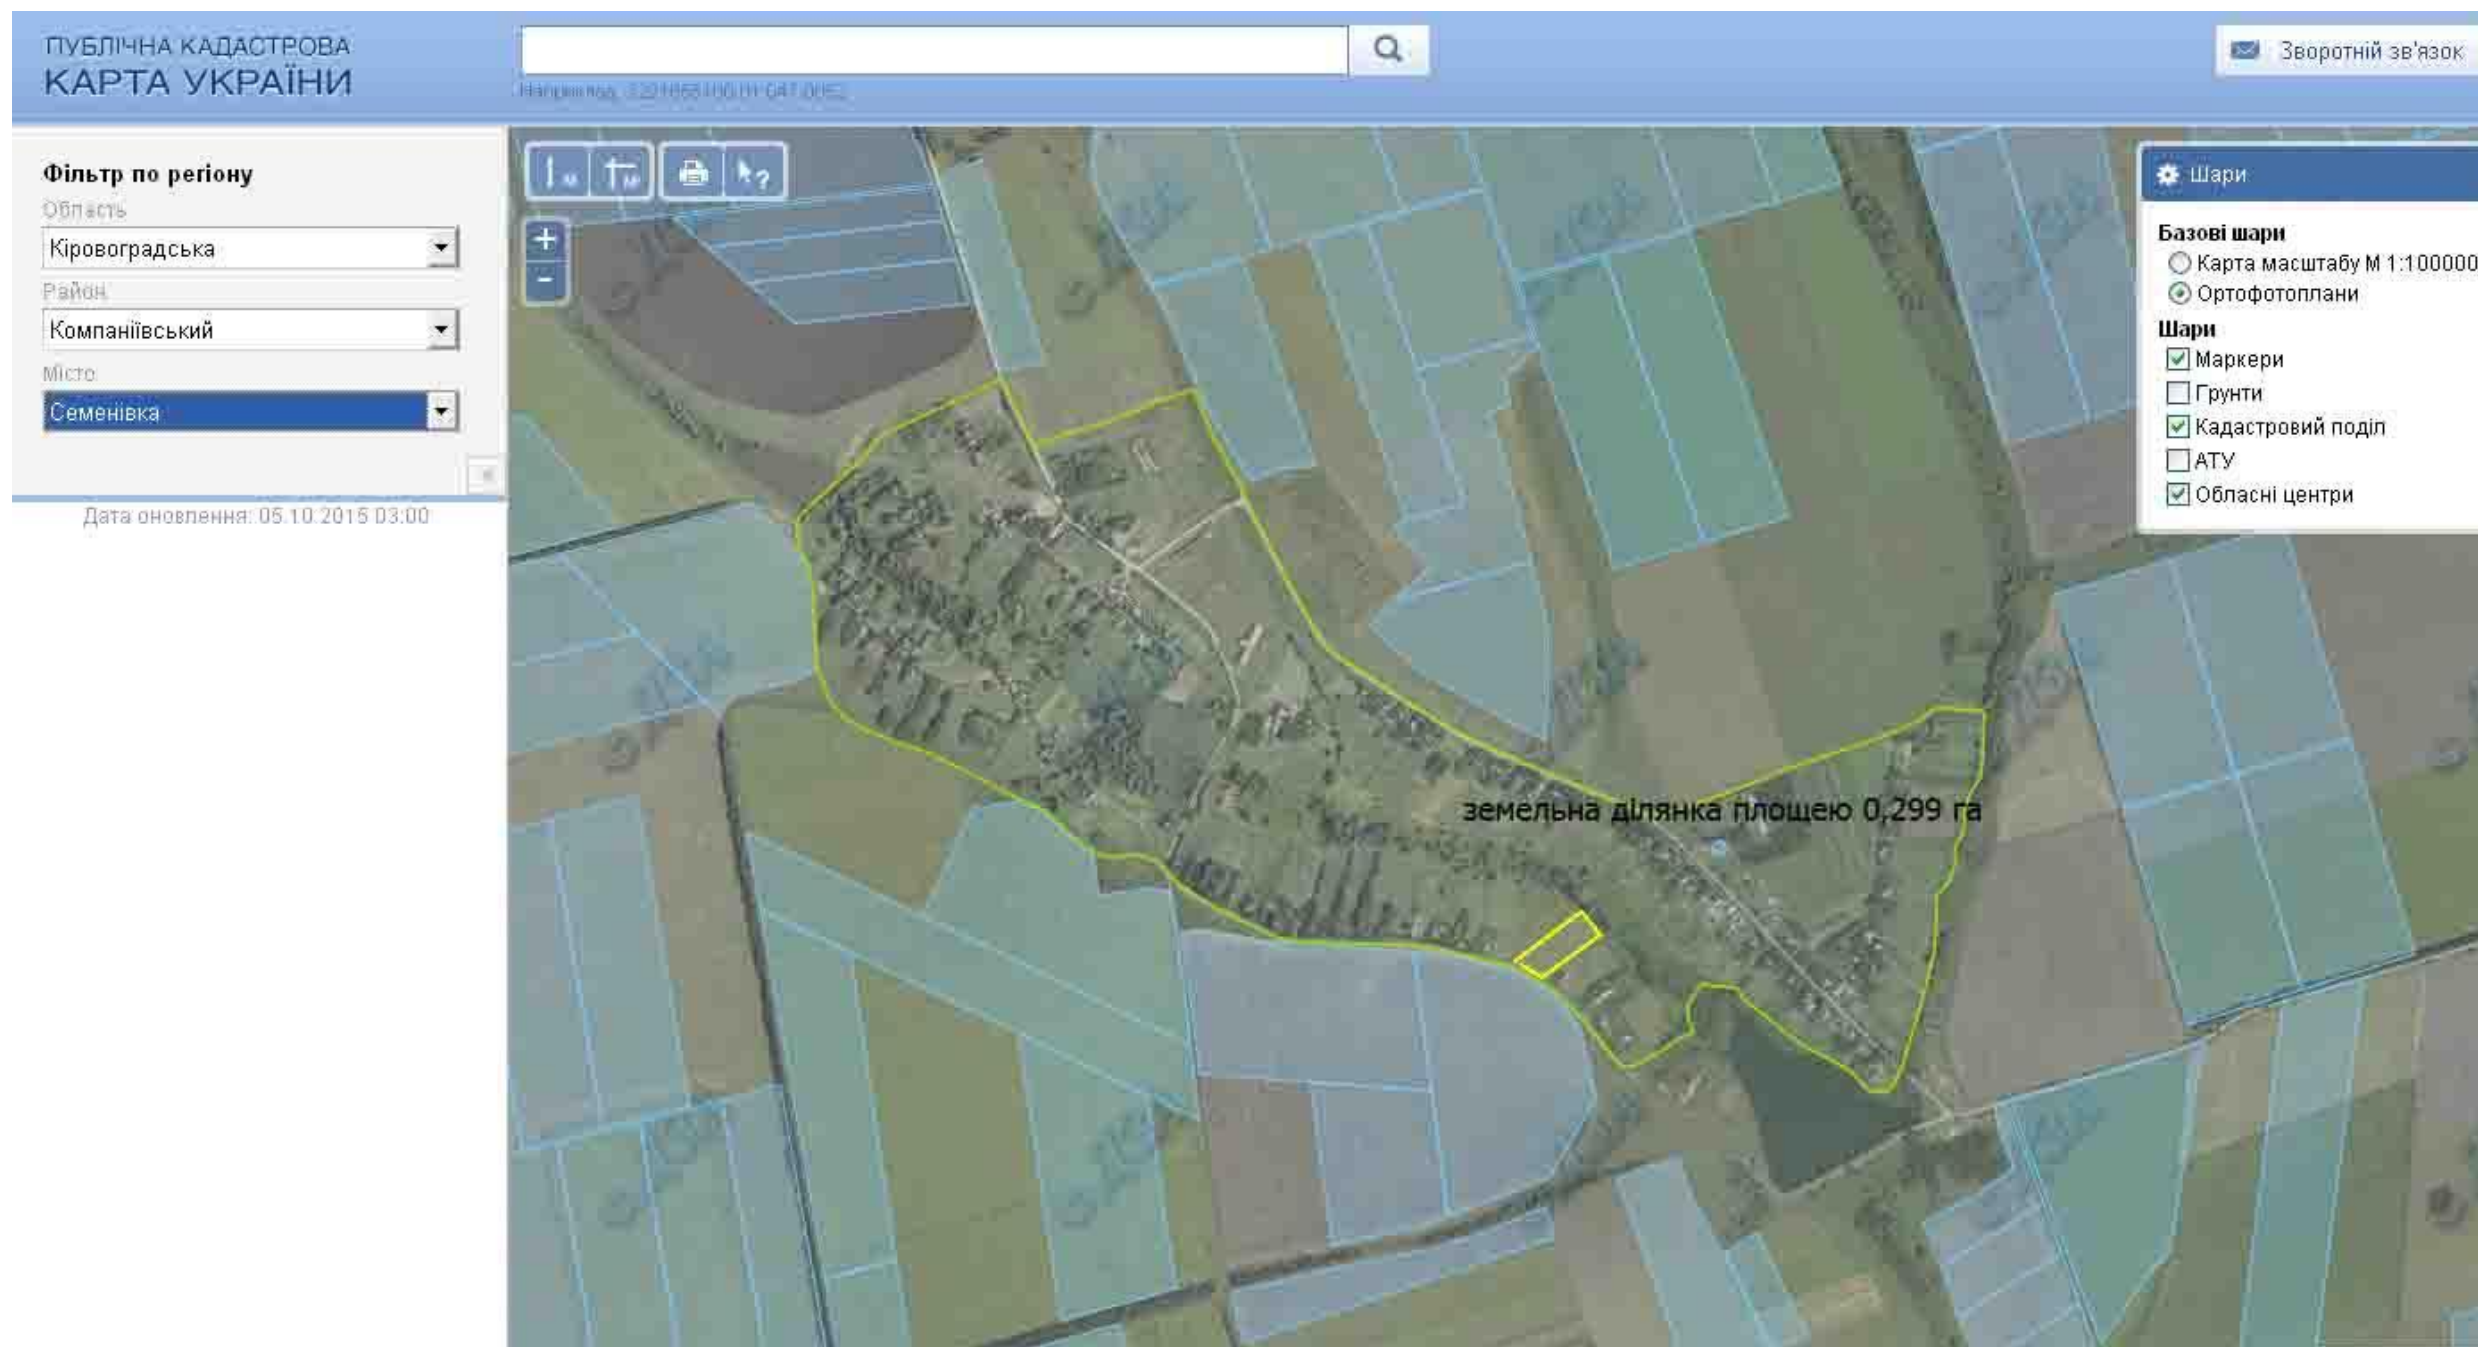 ПУБЛІЧНА КАДАСТРОВА
КАРТА УКРАЇНИ
Зворотній зв'язок
Фільтр по регіону
Область
Кіровоградська
Район
Компаніївський
Місто
Семенівка
Дата оновлення: 05.10.2015 03:00
Шари
Базові шари
Карта масштабу М 1:100000
Ортофотоплани
Шари
Маркери
Грунти
Кадастровий поділ
АТУ
Обласні центри
земельна ділянка площею 0,299 га